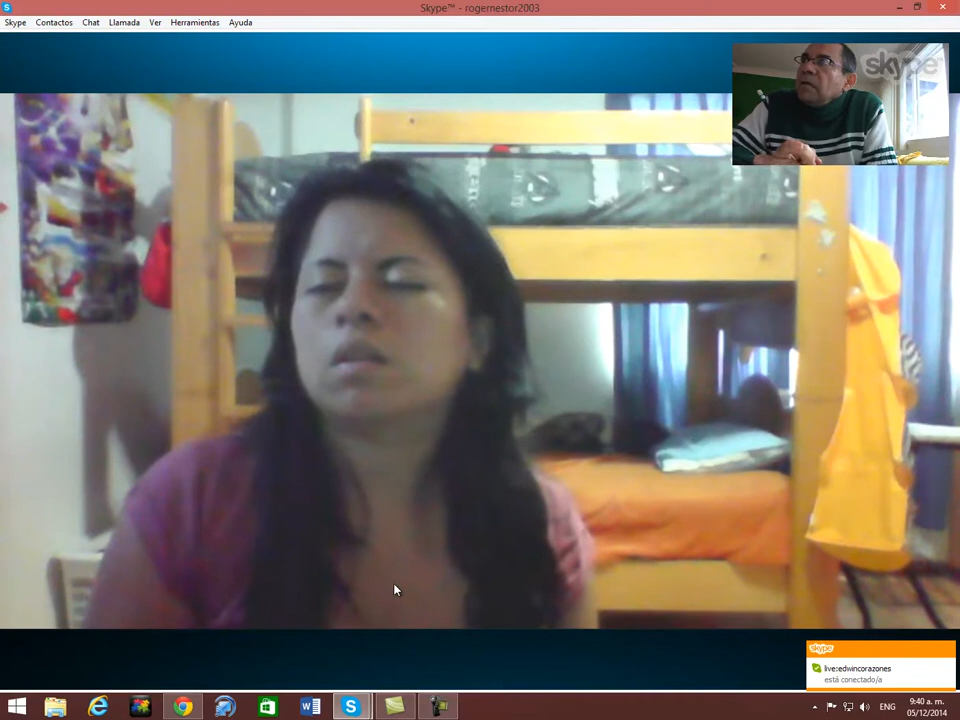 Skype™ - rogernestor2003
Skype Contactos Chat Llamada Ver Herramientas Ayuda
skype
skype
live:edwincorazones
está conectado/a
ENG
9:40 a. m.
05/12/2014